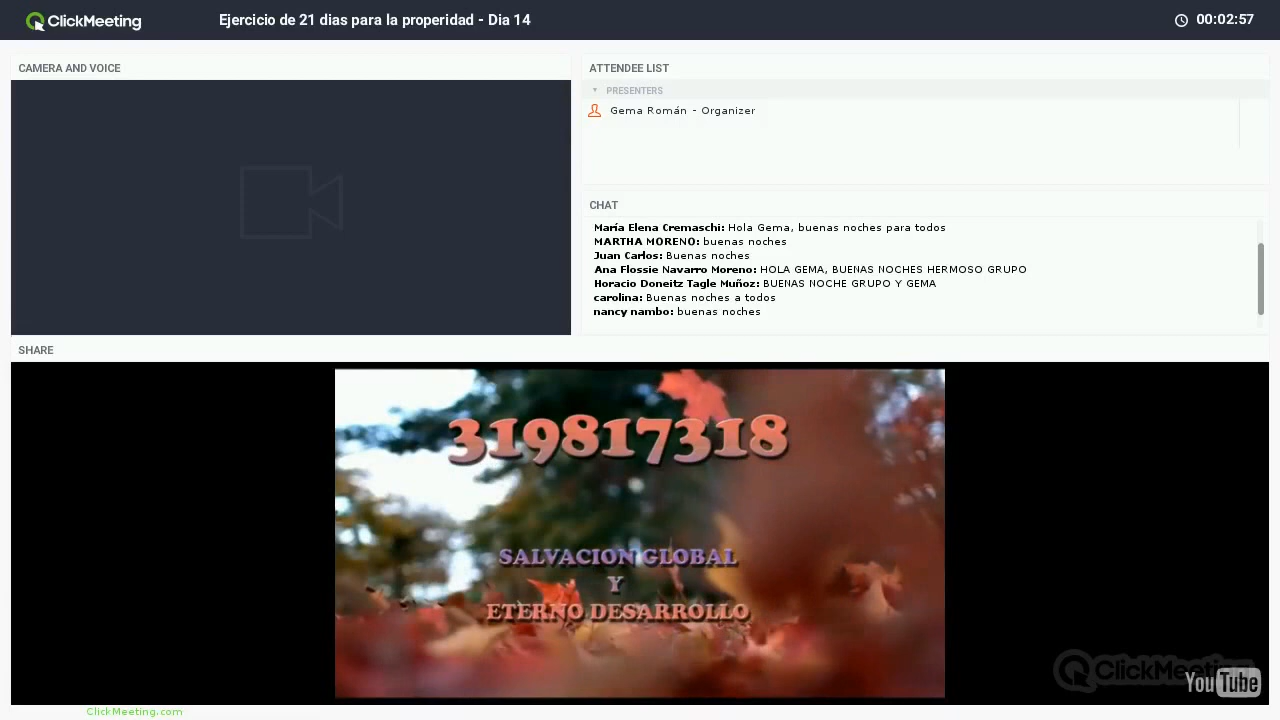 ClickMeeting
Ejercicio de 21 dias para la properidad - Dia 14
00:02:57
CAMERA AND VOICE
ATTENDEE LIST
PRESENTERS
Gema Román - Organizer
CHAT
María Elena Cremaschi: Hola Gema, buenas noches para todos
MARTHA MORENO: buenas noches
Juan Carlos: Buenas noches
Ana Flossie Navarro Moreno: HOLA GEMA, BUENAS NOCHES HERMOSO GRUPO
Horacio Doneitz Tagle Muñoz: BUENAS NOCHE GRUPO Y GEMA
carolina: Buenas noches a todos
nancy nambo: buenas noches
SHARE
319817318
SALVACION GLOBAL
Y
ETERNO DESARROLLO
ClickMeeting
YouTube
ClickMeeting.com